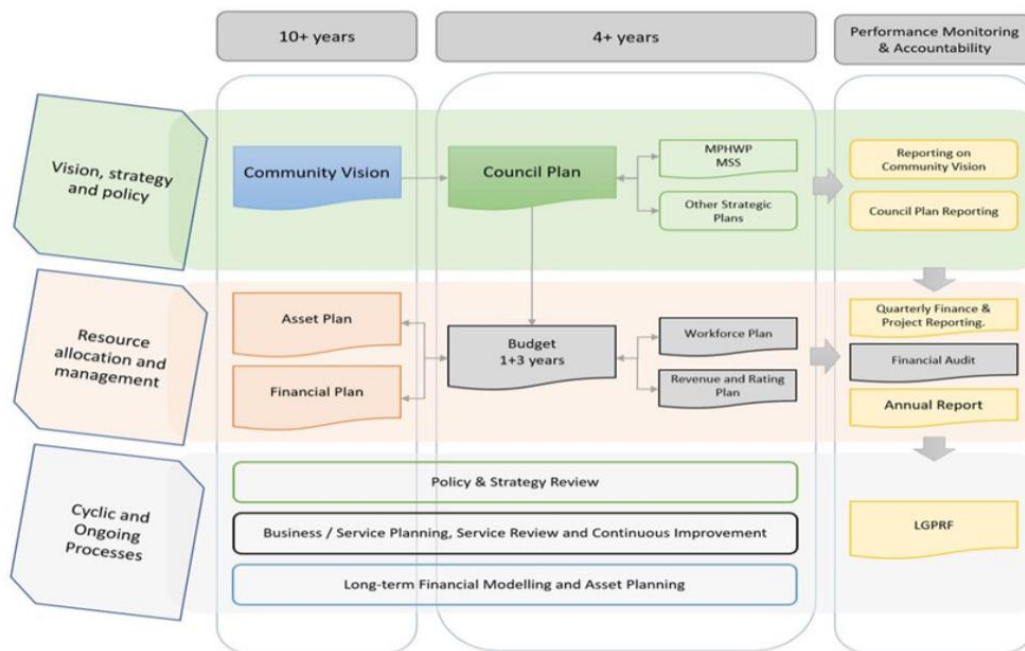 10+ years
4+ years
Performance Monitoring
& Accountability
Vision, strategy
and policy
Community Vision
Council Plan
MPHWP
MSS
Other Strategic
Plans
Reporting on
Community Vision
Council Plan Reporting
Resource
allocation and
management
Asset Plan
Financial Plan
Budget
1+3 years
Workforce Plan
Revenue and Rating
Plan
Quarterly Finance &
Project Reporting.
Financial Audit
Annual Report
Cyclic and
Ongoing
Processes
Policy & Strategy Review
Business / Service Planning, Service Review and Continuous Improvement
Long-term Financial Modelling and Asset Planning
LGPRF